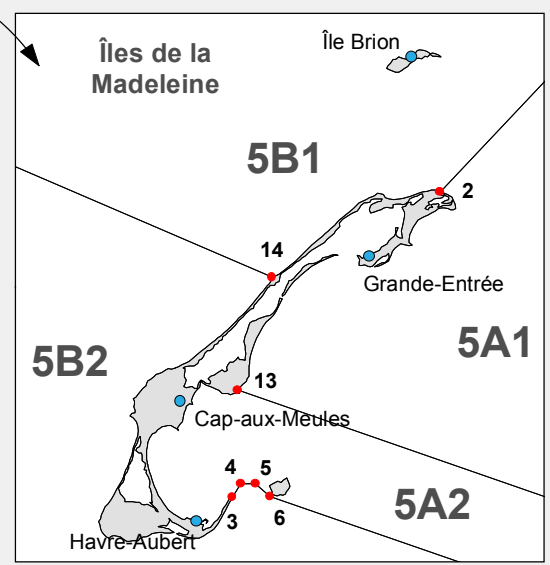 Îles de la
Madeleine
Île Brion
5B1
2
14
Grande-Entrée
5A1
5B2
13
Cap-aux-Meules
4
5
3
6
5A2
Havre-Aubert